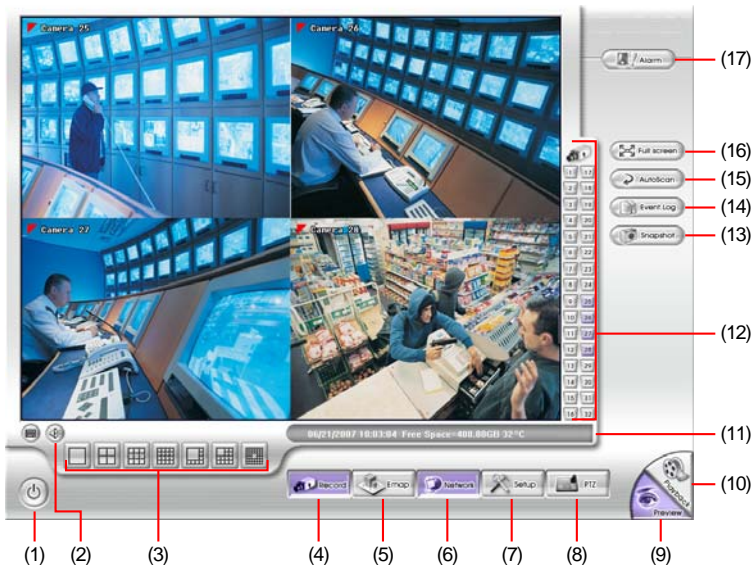 Camera 25
Camera 26
Camera 27
Camera 28
Alarm
(17)
Full screen
(16)
AutoScan
(15)
Event Log
(14)
Snapshot
(13)
1
1 17
2 18
3 19
4 20
5 21
6 22
7 23
8 24
9 25
10 26
11 27
12 28
13 29
14 30
15 31
16 32
(12)
06/21/2007 10:03:04 Free Space=400.00GB 32°C
(11)
Record
Emap
Network
Setup
PTZ
Playback
Preview
(10)
(1)
(2)
(3)
(4)
(5)
(6)
(7)
(8)
(9)